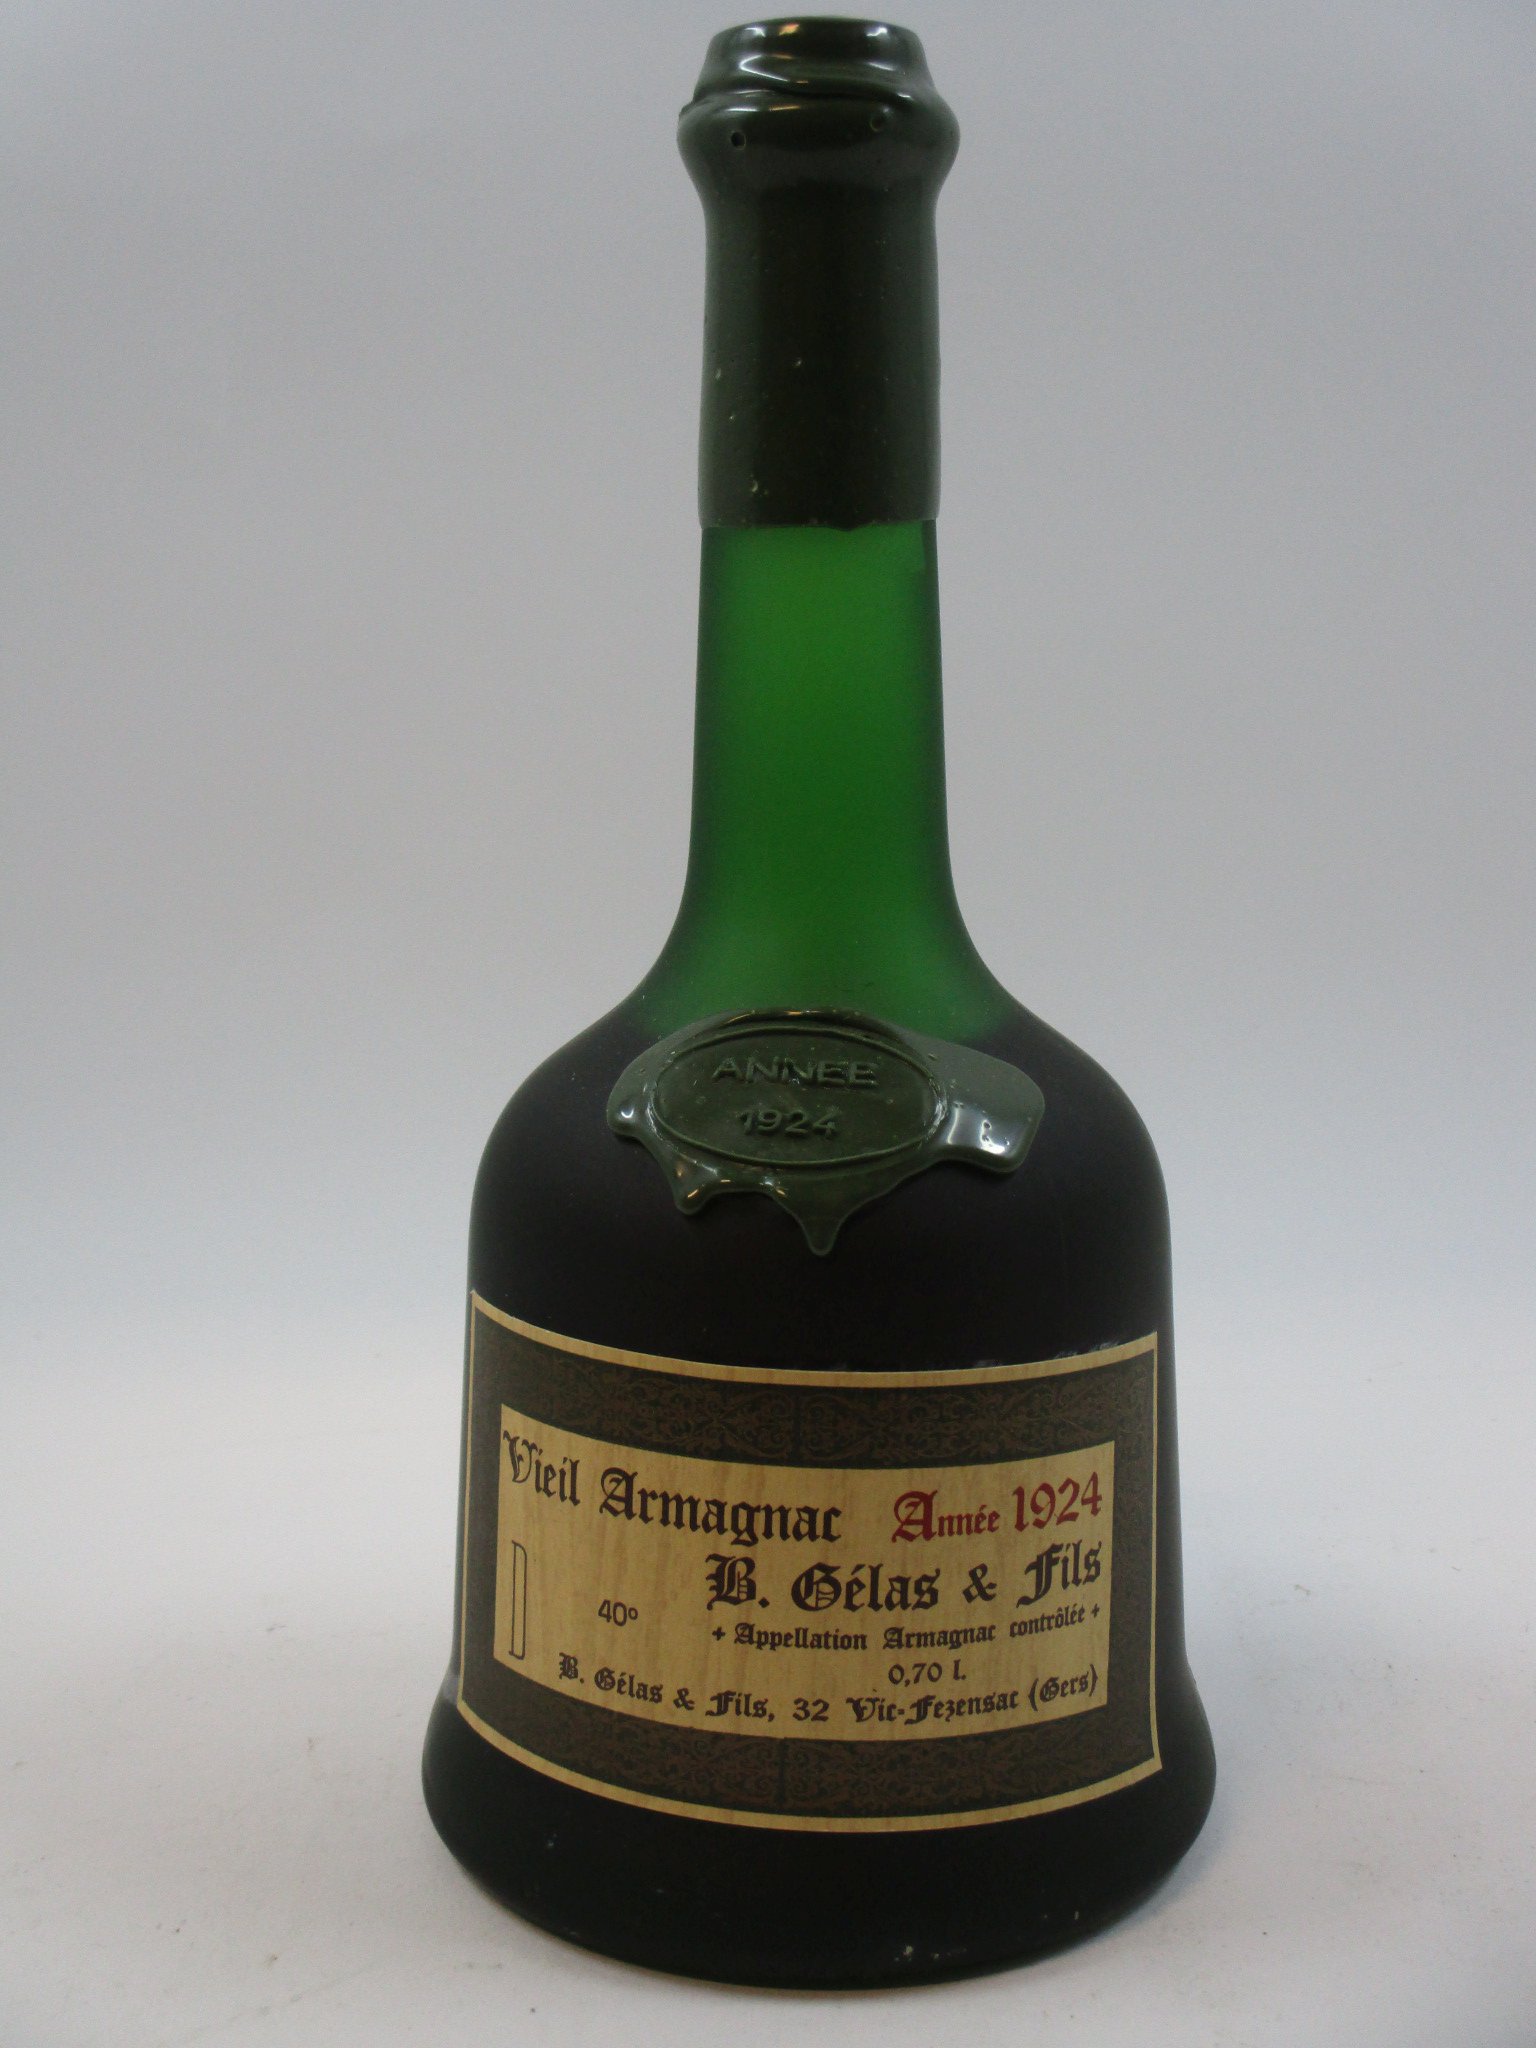 ANNEE
1924
Vieil Armagnac Année 1924
B. Gélas & Fils
D
40º
+ Appellation Armagnac contrôlée +
0,70 l.
B. Gélas & Fils, 32 Vic-Fezensac (Gers)